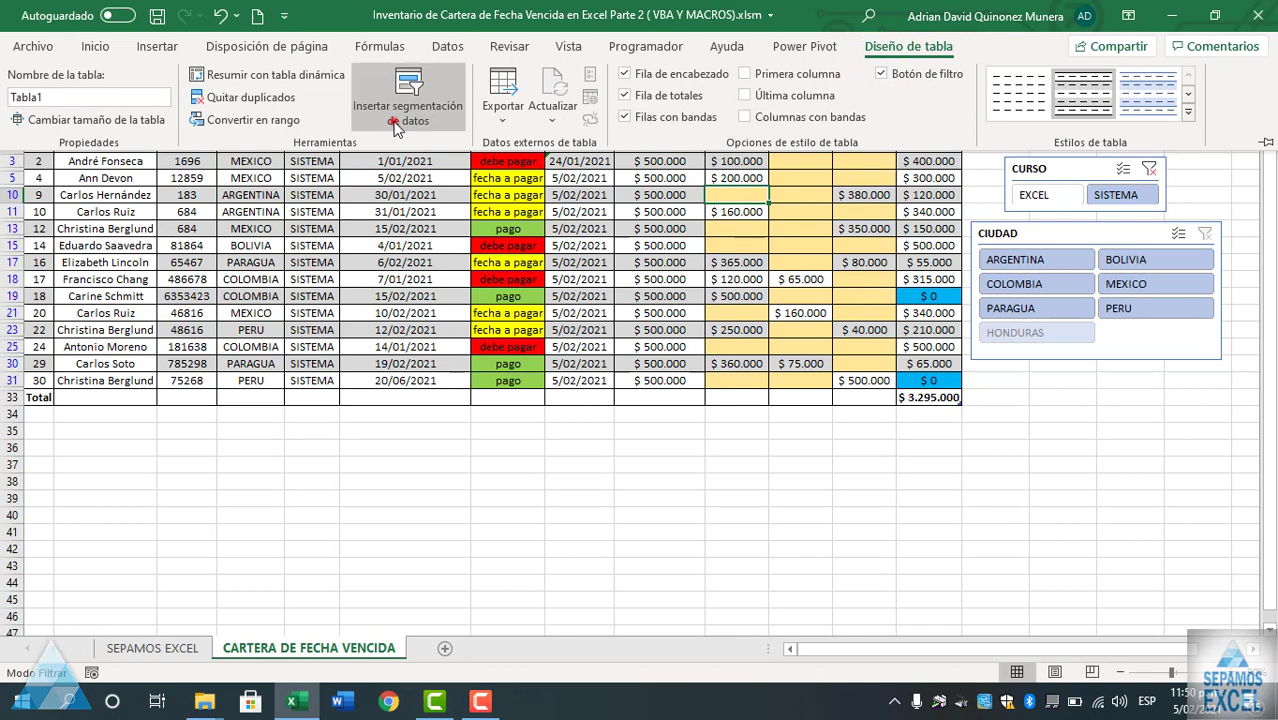 Autoguardado
Inventario de Cartera de Fecha Vencida en Excel Parte 2 ( VBA Y MACROS).xlsm
Adrian David Quinonez Munera AD
Archivo Inicio Insertar Disposición de página Fórmulas Datos Revisar Vista Programador Ayuda Power Pivot Diseño de tabla Compartir Comentarios
Nombre de la tabla:
Tabla1
Cambiar tamaño de la tabla
Propiedades
Resumir con tabla dinámica
Quitar duplicados
Convertir en rango
Insertar segmentación
de datos
Herramientas
Exportar Actualizar
Datos externos de tabla
Fila de encabezado Primera columna Botón de filtro
Fila de totales Última columna
Filas con bandas Columnas con bandas
Opciones de estilo de tabla
Estilos de tabla
3 2 André Fonseca 1696 MEXICO SISTEMA 1/01/2021 debe pagar 24/01/2021 $ 500.000 $ 100.000 $ 400.000
5 4 Ann Devon 12859 MEXICO SISTEMA 5/02/2021 fecha a pagar 5/02/2021 $ 500.000 $ 200.000 $ 300.000
10 9 Carlos Hernández 183 ARGENTINA SISTEMA 30/01/2021 fecha a pagar 5/02/2021 $ 500.000 $ 380.000 $ 120.000
11 10 Carlos Ruiz 684 ARGENTINA SISTEMA 31/01/2021 fecha a pagar 5/02/2021 $ 500.000 $ 160.000 $ 340.000
13 12 Christina Berglund 684 MEXICO SISTEMA 15/02/2021 pago 5/02/2021 $ 500.000 $ 350.000 $ 150.000
15 14 Eduardo Saavedra 81864 BOLIVIA SISTEMA 4/01/2021 debe pagar 5/02/2021 $ 500.000 $ 500.000
17 16 Elizabeth Lincoln 65467 PARAGUA SISTEMA 6/02/2021 fecha a pagar 5/02/2021 $ 500.000 $ 365.000 $ 80.000 $ 55.000
18 17 Francisco Chang 486678 COLOMBIA SISTEMA 7/01/2021 debe pagar 5/02/2021 $ 500.000 $ 120.000 $ 65.000 $ 315.000
19 18 Carine Schmitt 6353423 COLOMBIA SISTEMA 15/02/2021 pago 5/02/2021 $ 500.000 $ 500.000 $ 0
21 20 Carlos Ruiz 46816 MEXICO SISTEMA 10/02/2021 fecha a pagar 5/02/2021 $ 500.000 $ 160.000 $ 340.000
23 22 Christina Berglund 48616 PERU SISTEMA 12/02/2021 fecha a pagar 5/02/2021 $ 500.000 $ 250.000 $ 40.000 $ 210.000
25 24 Antonio Moreno 181638 COLOMBIA SISTEMA 14/01/2021 debe pagar 5/02/2021 $ 500.000 $ 500.000
30 29 Carlos Soto 785298 PARAGUA SISTEMA 19/02/2021 pago 5/02/2021 $ 500.000 $ 360.000 $ 75.000 $ 65.000
31 30 Christina Berglund 75268 PERU SISTEMA 20/06/2021 pago 5/02/2021 $ 500.000 $ 500.000 $ 0
33 Total $ 3.295.000
34
35
36
37
38
39
40
41
42
43
44
45
46
47
CURSO
EXCEL SISTEMA
CIUDAD
ARGENTINA BOLIVIA
COLOMBIA MEXICO
PARAGUA PERU
HONDURAS
SEPAMOS EXCEL CARTERA DE FECHA VENCIDA
Modo Filtrar
ESP
11:50 p.
5/02/2021
SEPAMOS
EXCEL